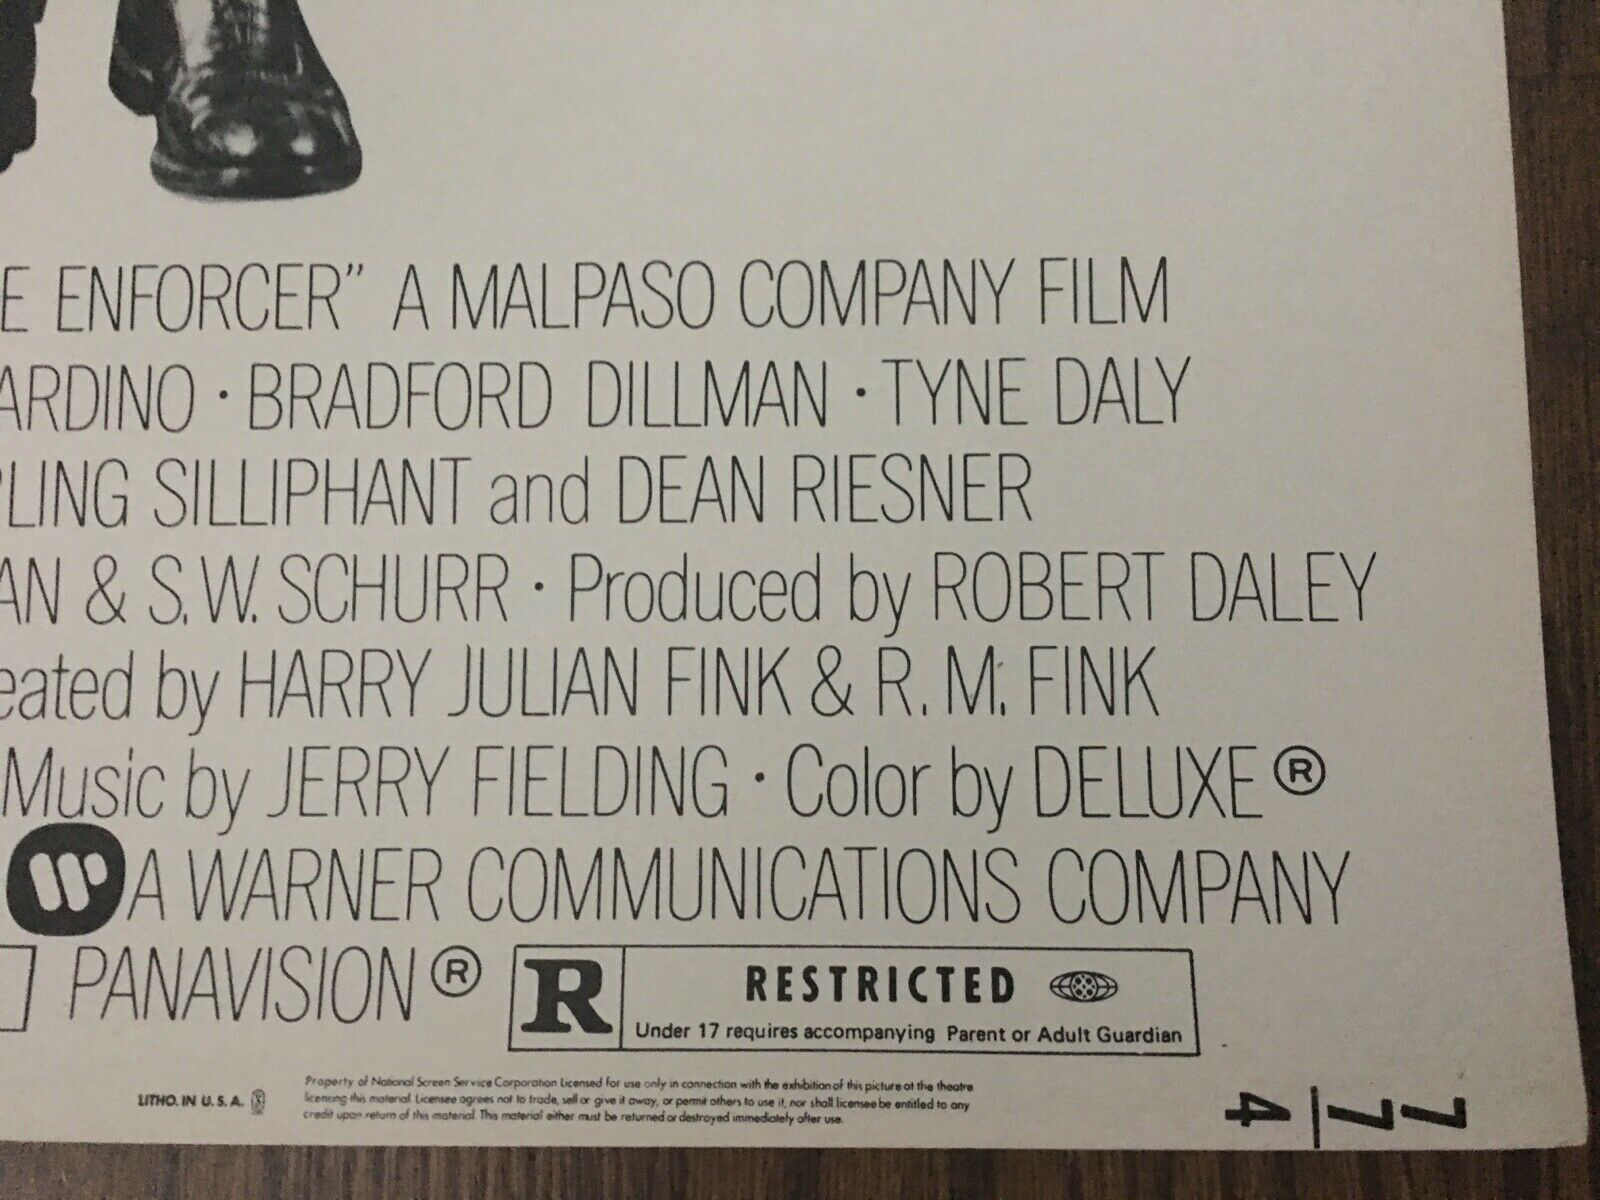 E ENFORCER” A MALPASO COMPANY FILM
ARDINO · BRADFORD DILLMAN · TYNE DALY
LING SILLIPHANT and DEAN RIESNER
AN & S.W. SCHURR · Produced by ROBERT DALEY
eated by HARRY JULIAN FINK & R. M. FINK
Music by JERRY FIELDING · Color by DELUXE®
A WARNER COMMUNICATIONS COMPANY
PANAVISION®
R RESTRICTED
Under 17 requires accompanying Parent or Adult Guardian
LITHO. IN U. S. A.
Property of National Screen Service Corporation Licensed for use only in connection with the exhibition of this picture at the theatre
licensing this material. Licensee agrees not to trade, sell or give it away, or permit others to use it, nor shall licensee be entitled to any
credit upon return of this material. This material either must be returned or destroyed immediately after use.
77/4